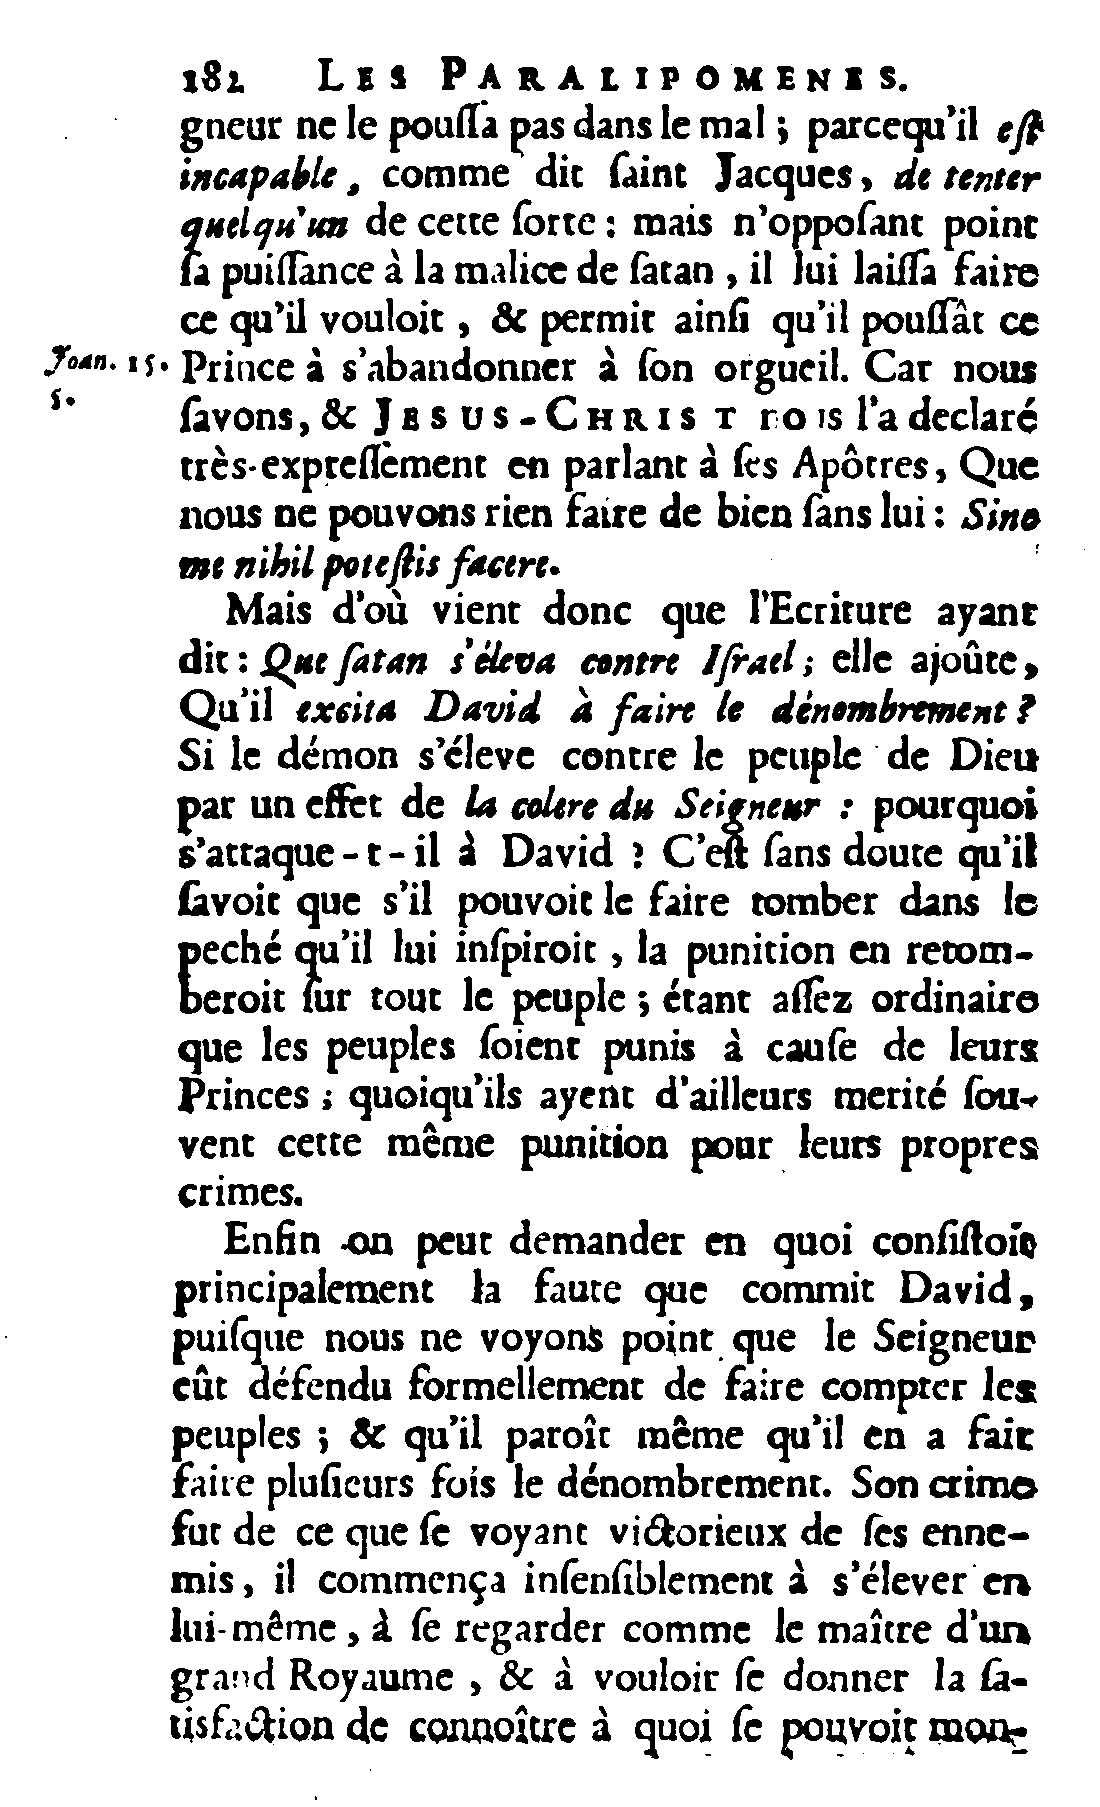 182 LES PARALIPOMENES.
gneur ne le pouſſa pas dans le mal ; parcequ'il eſt
incapable, comme dit ſaint Jacques, de tenter
quelqu'un de cette ſorte : mais n'oppoſant point
ſa puiſſance à la malice de ſatan, il lui laiſſa faire
ce qu'il vouloit, & permit ainſi qu'il pouſſât ce
Joan. 15. Prince à s'abandonner à ſon orgueil. Car nous
5. ſavons, & JESUS-CHRIST l'a declaré
très-expreſſément en parlant à ſes Apôtres, Que
nous ne pouvons rien faire de bien ſans lui : Sine
me nihil poteſtis facere.
Mais d'où vient donc que l'Ecriture ayant
dit : Que ſatan s'éleva contre Iſrael ; elle ajoûte,
Qu'il excita David à faire le dénombrement ?
Si le démon s'éleve contre le peuple de Dieu
par un effet de la colere du Seigneur : pourquoi
s'attaque-t-il à David ? C'eſt ſans doute qu'il
ſavoit que s'il pouvoit le faire tomber dans le
peché qu'il lui inſpiroit, la punition en retom-
beroit ſur tout le peuple ; étant aſſez ordinaire
que les peuples ſoient punis à cauſe de leurs
Princes ; quoiqu'ils ayent d'ailleurs merité ſou-
vent cette même punition pour leurs propres
crimes.
Enfin on peut demander en quoi conſiſtoit
principalement la faute que commit David,
puiſque nous ne voyons point que le Seigneur
eût défendu formellement de faire compter les
peuples ; & qu'il paroît même qu'il en a fait
faire pluſieurs fois le dénombrement. Son crime
fut de ce que ſe voyant victorieux de ſes enne-
mis, il commença inſenſiblement à s'élever en
lui-même, à ſe regarder comme le maître d'un
grand Royaume, & à vouloir ſe donner la ſa-
tisfaction de connoître à quoi ſe pouvoit mon-